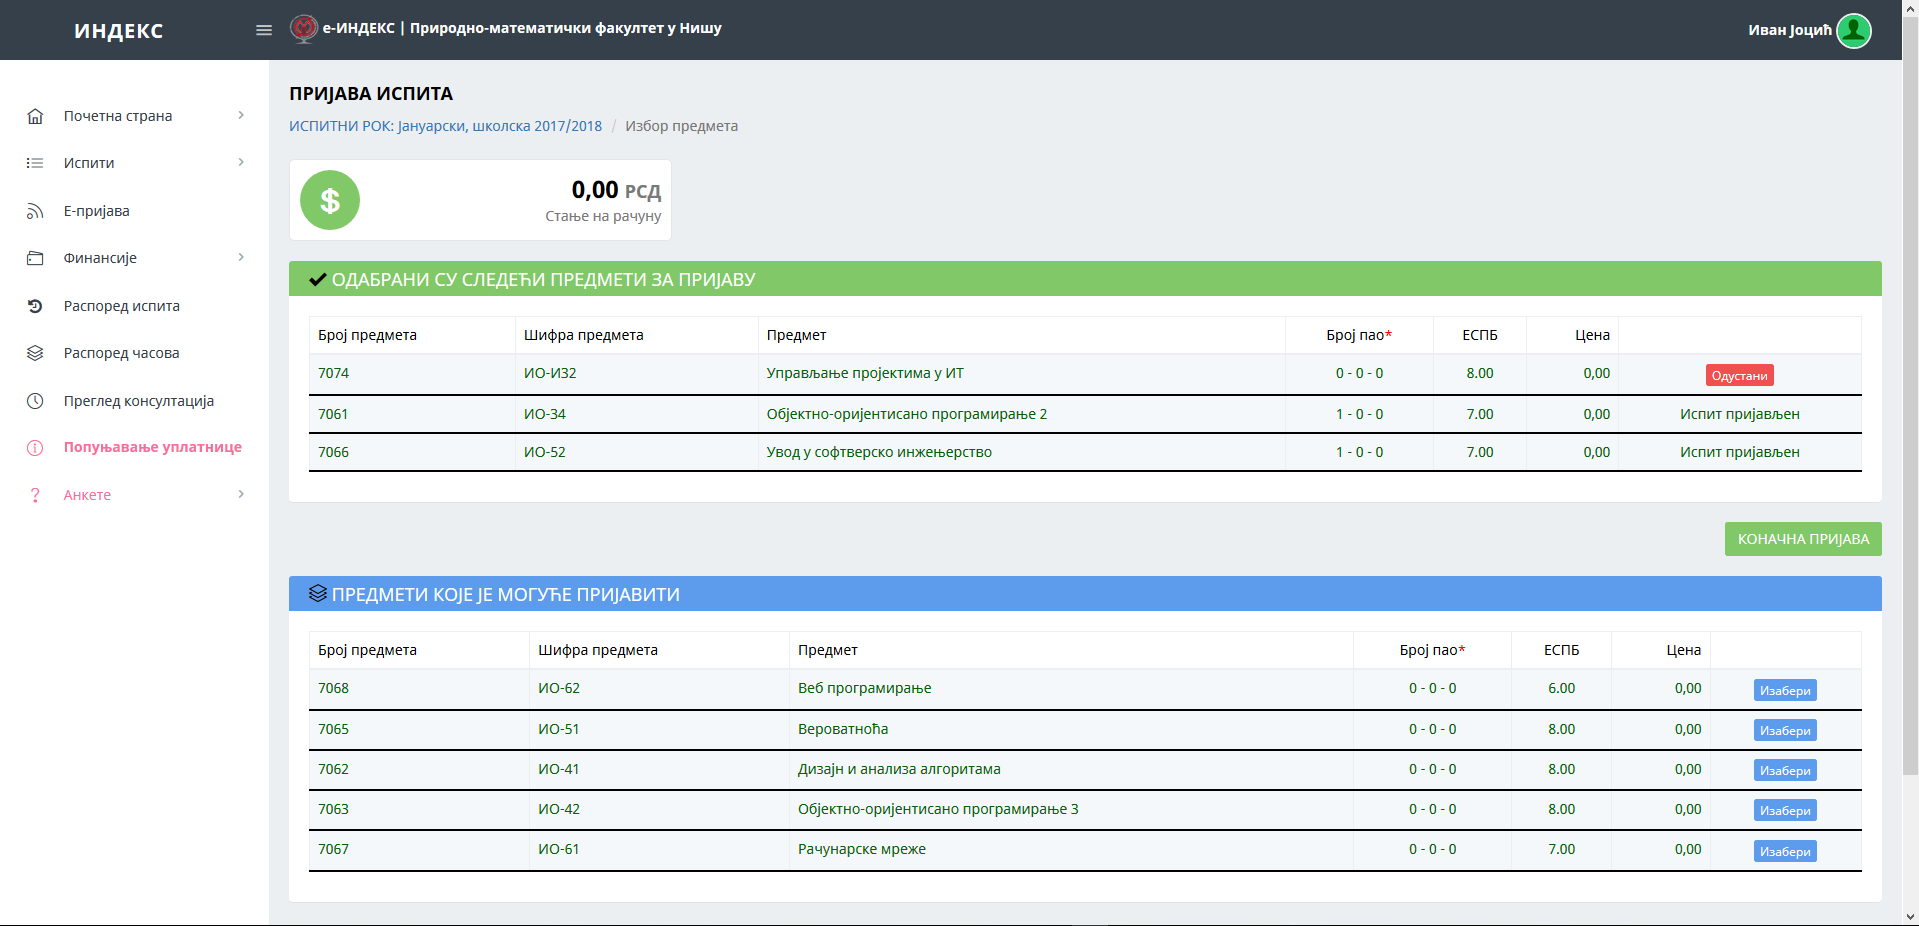 ИНДЕКС
е-ИНДЕКС | Природно-математички факултет у Нишу
Иван Јоцић
Почетна страна
Испити
Е-пријава
Финансије
Распоред испита
Распоред часова
Преглед консултација
Попуњавање уплатнице
Анкете
ПРИЈАВА ИСПИТА
ИСПИТНИ РОК: Јануарски, школска 2017/2018 / Избор предмета
$ 0,00 РСД
Стање на рачуну
ОДАБРАНИ СУ СЛЕДЕЋИ ПРЕДМЕТИ ЗА ПРИЈАВУ
Број предмета Шифра предмета Предмет Број пао* ЕСПБ Цена
7074 ИО-И32 Управљање пројектима у ИТ 0 - 0 - 0 8.00 0,00 Одустани
7061 ИО-34 Објектно-оријентисано програмирање 2 1 - 0 - 0 7.00 0,00 Испит пријављен
7066 ИО-52 Увод у софтверско инжењерство 1 - 0 - 0 7.00 0,00 Испит пријављен
КОНАЧНА ПРИЈАВА
ПРЕДМЕТИ КОЈЕ ЈЕ МОГУЋЕ ПРИЈАВИТИ
Број предмета Шифра предмета Предмет Број пао* ЕСПБ Цена
7068 ИО-62 Веб програмирање 0 - 0 - 0 6.00 0,00 Изабери
7065 ИО-51 Вероватноћа 0 - 0 - 0 8.00 0,00 Изабери
7062 ИО-41 Дизајн и анализа алгоритама 0 - 0 - 0 8.00 0,00 Изабери
7063 ИО-42 Објектно-оријентисано програмирање 3 0 - 0 - 0 8.00 0,00 Изабери
7067 ИО-61 Рачунарске мреже 0 - 0 - 0 7.00 0,00 Изабери